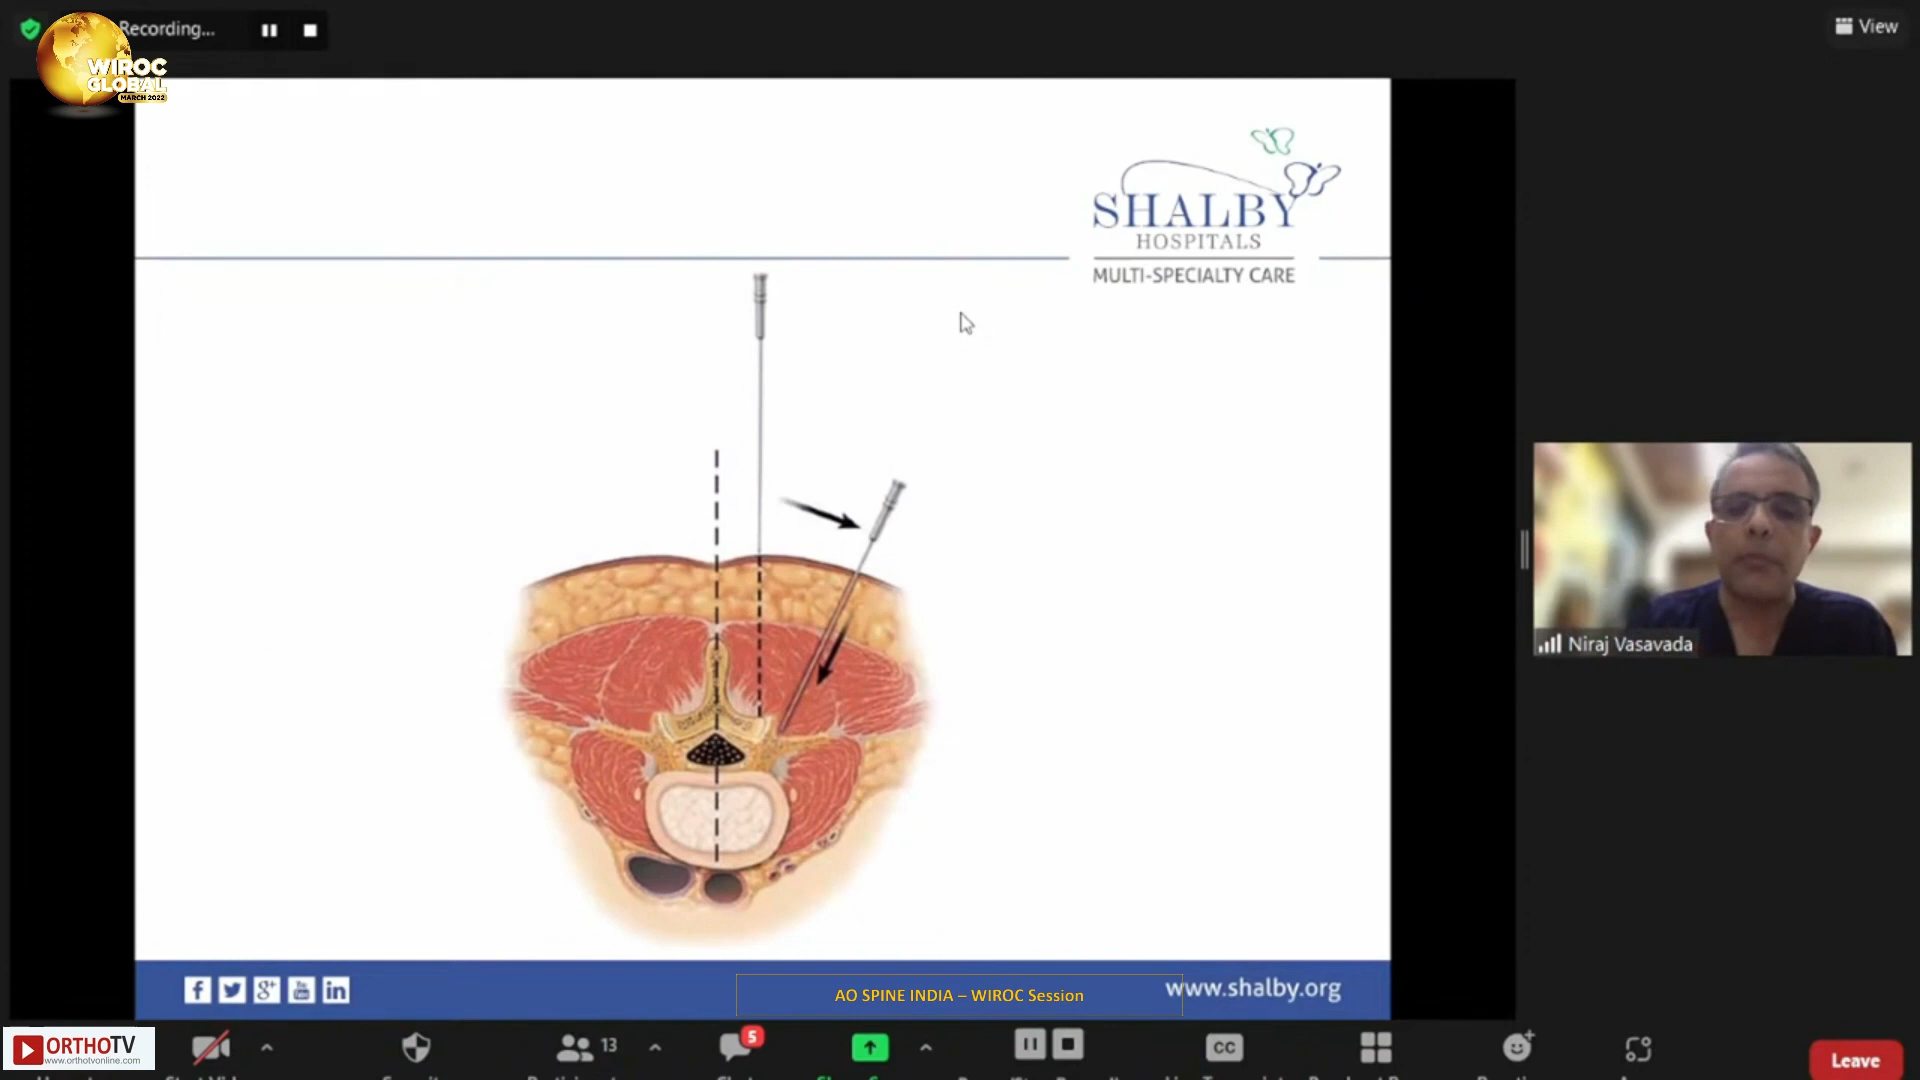 Recording...
View
WIROC
GLOBAL
MARCH 2022
SHALBY
HOSPITALS
MULTI-SPECIALTY CARE
Niraj Vasavada
AO SPINE INDIA – WIROC Session
www.shalby.org
ORTHOTV
www.orthotvonline.com
13
5
CC
Leave